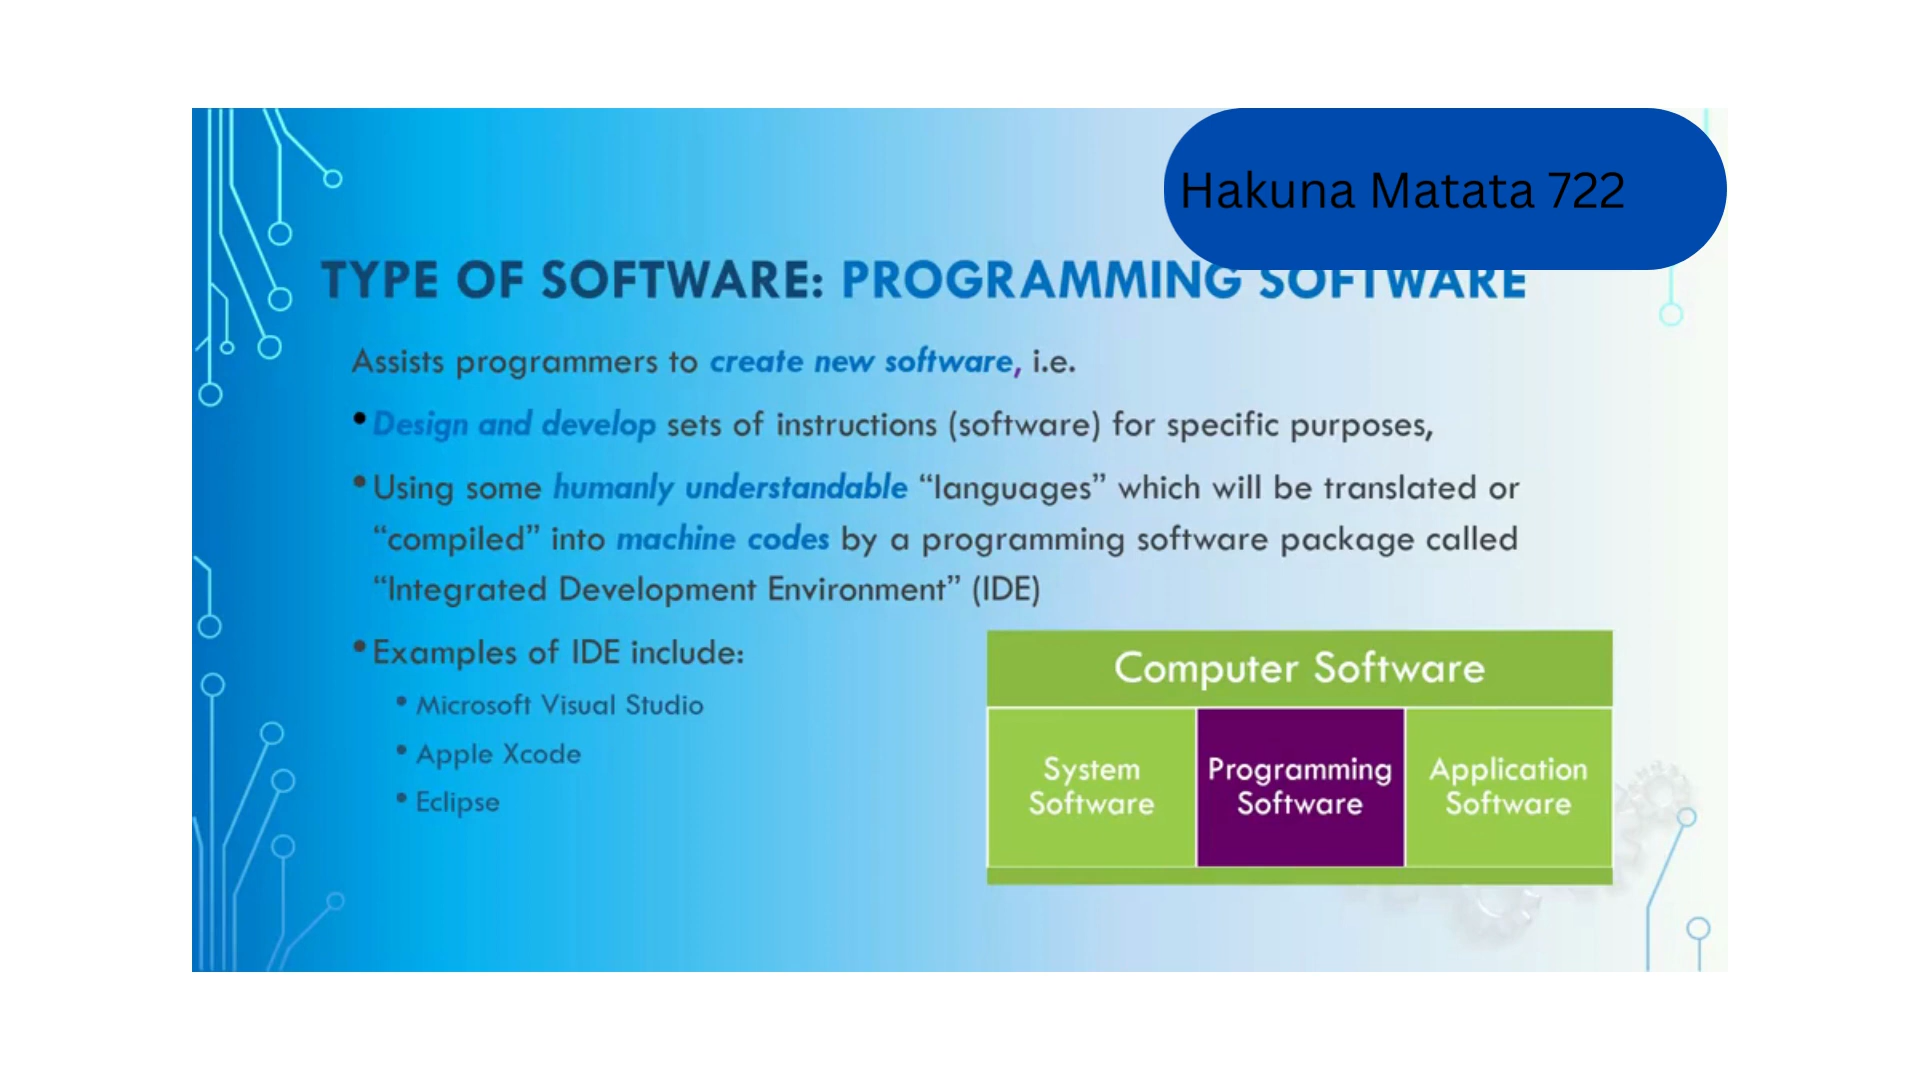 Hakuna Matata 722
TYPE OF SOFTWARE: PROGRAMMING SOFTWARE
Assists programmers to create new software, i.e.
• Design and develop sets of instructions (software) for specific purposes,
• Using some humanly understandable “languages” which will be translated or
“compiled” into machine codes by a programming software package called
“Integrated Development Environment” (IDE)
• Examples of IDE include:
• Microsoft Visual Studio
• Apple Xcode
• Eclipse
Computer Software
System
Software
Programming
Software
Application
Software